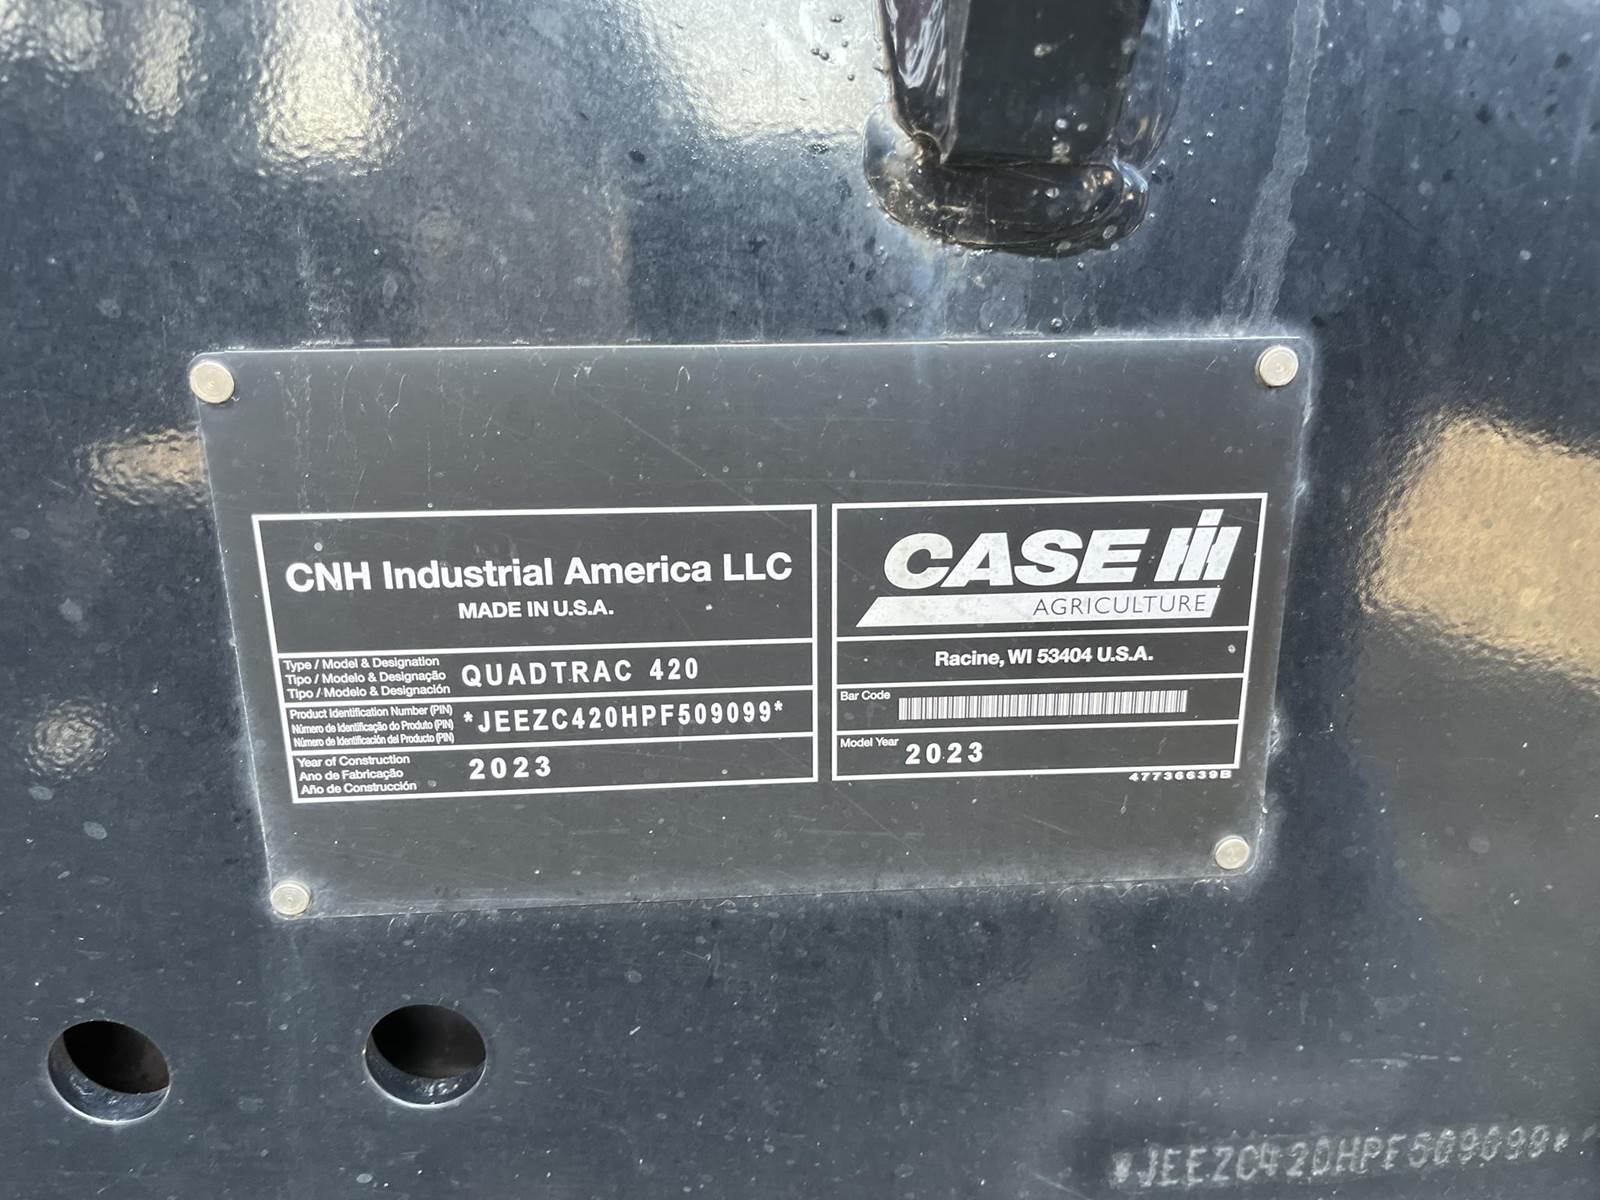 CNH Industrial America LLC
MADE IN U.S.A.
Type / Model & Designation
Tipo / Modelo & Designação
Tipo / Modelo & Designación
QUADTRAC 420
Product Identification Number (PIN)
Número de Identificação do Produto (PIN)
Número de Identificación del Producto (PIN)
*JEEZC420HPF509099*
Year of Construction
Ano de Fabricação
Año de Construcción
2023
CASE IH
AGRICULTURE
Racine, WI 53404 U.S.A.
Bar Code
Model Year
2023
47736639B
*JEEZC420HPF509099*